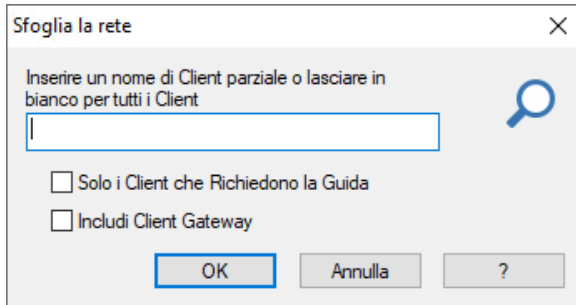 Sfoglia la rete
Inserire un nome di Client parziale o lasciare in
bianco per tutti i Client
Solo i Client che Richiedono la Guida
Includi Client Gateway
OK Annulla ?